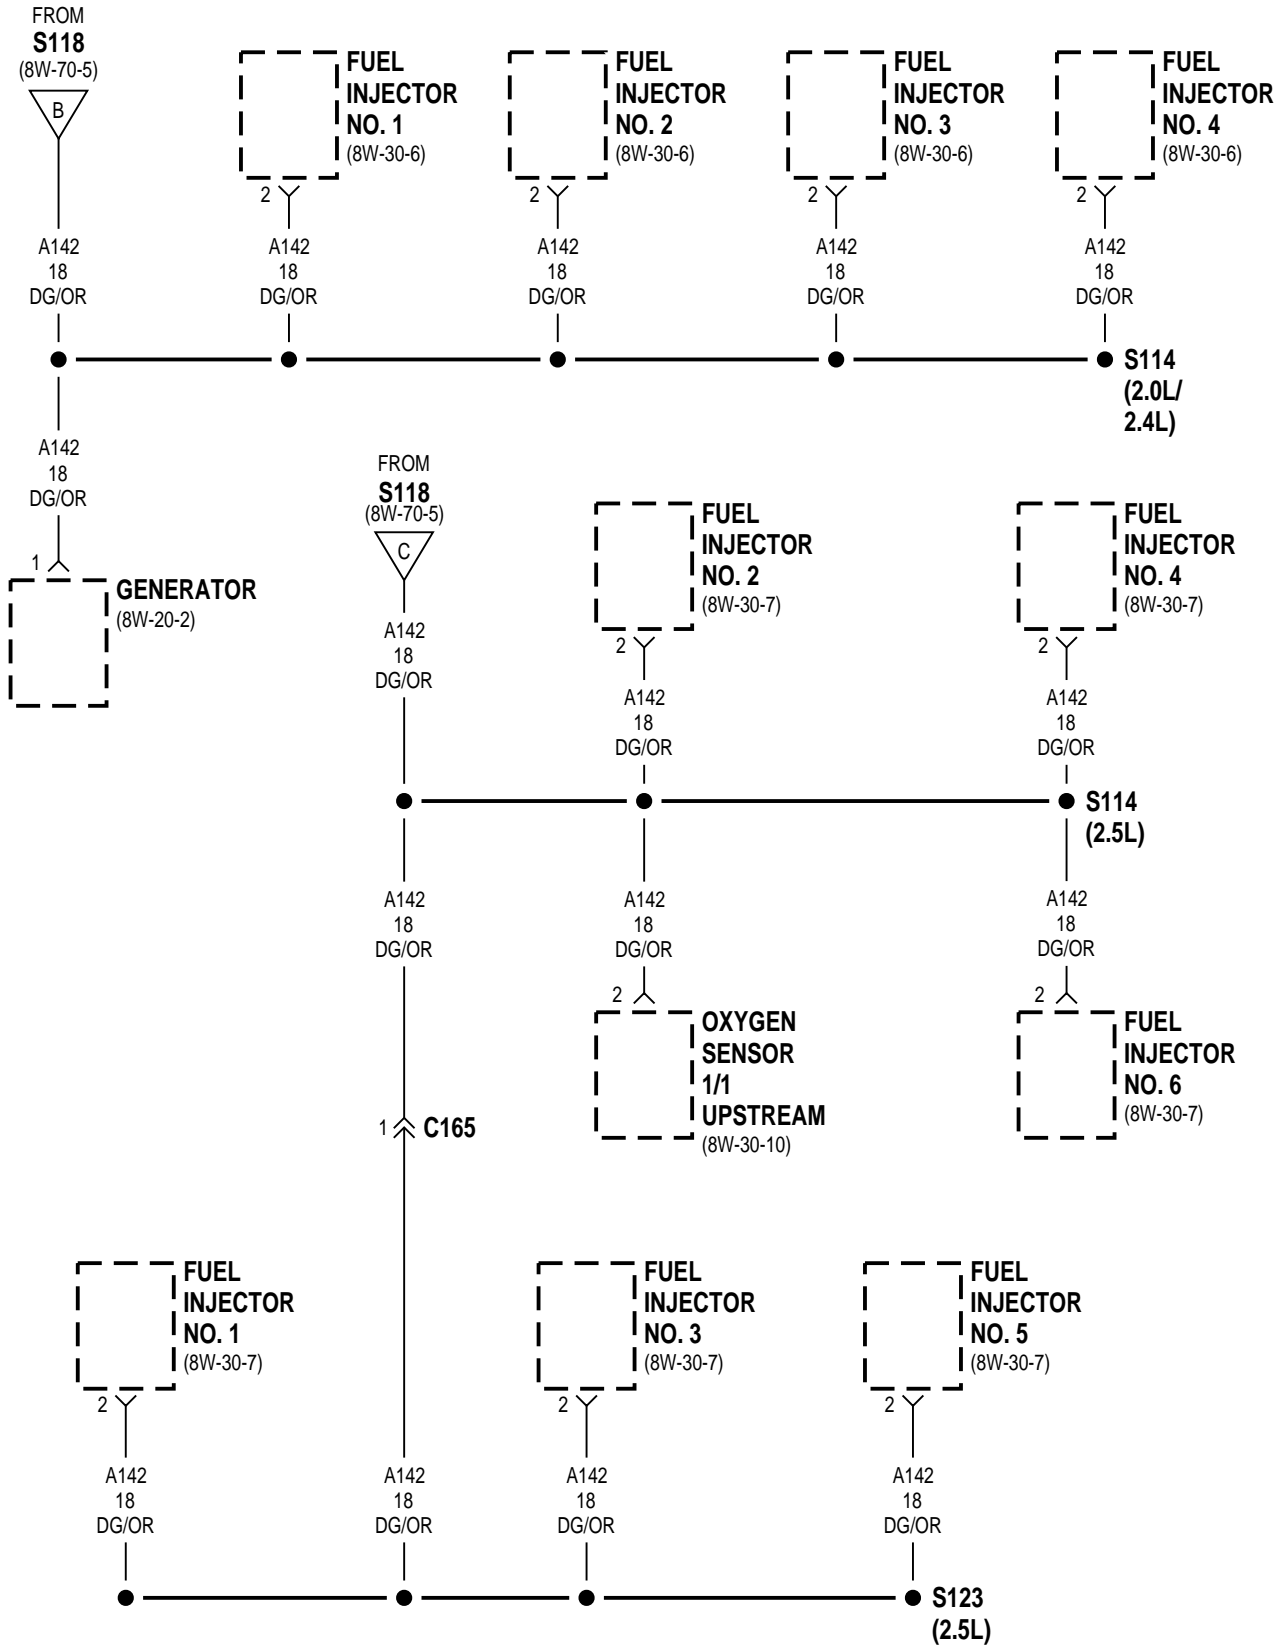 FROM
S118
(8W-70-5)
B
FUEL
INJECTOR
NO. 1
(8W-30-6)
FUEL
INJECTOR
NO. 2
(8W-30-6)
FUEL
INJECTOR
NO. 3
(8W-30-6)
FUEL
INJECTOR
NO. 4
(8W-30-6)
2
2
2
2
A142
18
DG/OR
A142
18
DG/OR
A142
18
DG/OR
A142
18
DG/OR
A142
18
DG/OR
S114
(2.0L/
2.4L)
A142
18
DG/OR
1
GENERATOR
(8W-20-2)
FROM
S118
(8W-70-5)
C
FUEL
INJECTOR
NO. 2
(8W-30-7)
FUEL
INJECTOR
NO. 4
(8W-30-7)
2
2
A142
18
DG/OR
A142
18
DG/OR
A142
18
DG/OR
S114
(2.5L)
A142
18
DG/OR
A142
18
DG/OR
A142
18
DG/OR
2
2
OXYGEN
SENSOR
1/1
UPSTREAM
(8W-30-10)
FUEL
INJECTOR
NO. 6
(8W-30-7)
1
C165
FUEL
INJECTOR
NO. 1
(8W-30-7)
FUEL
INJECTOR
NO. 3
(8W-30-7)
FUEL
INJECTOR
NO. 5
(8W-30-7)
2
2
2
A142
18
DG/OR
A142
18
DG/OR
A142
18
DG/OR
A142
18
DG/OR
S123
(2.5L)